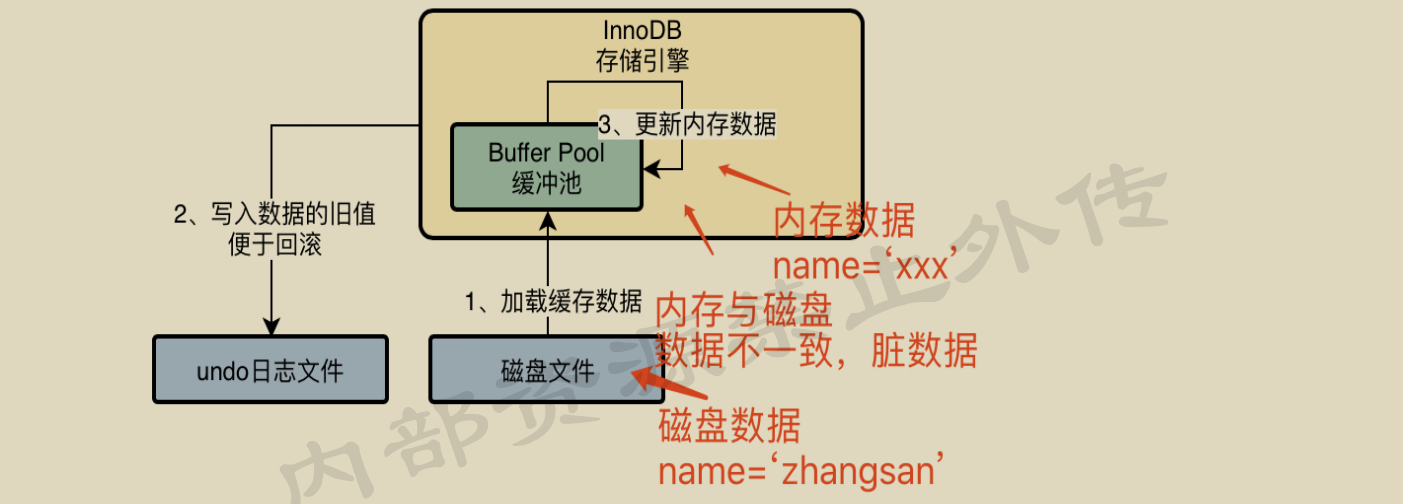 InnoDB
存储引擎
3、更新内存数据
Buffer Pool
缓冲池
2、写入数据的旧值
便于回滚
内存数据
name=‘xxx’
1、加载缓存数据
内存与磁盘
数据不一致，脏数据
undo日志文件
磁盘文件
磁盘数据
name=‘zhangsan’
内部资源禁止外传